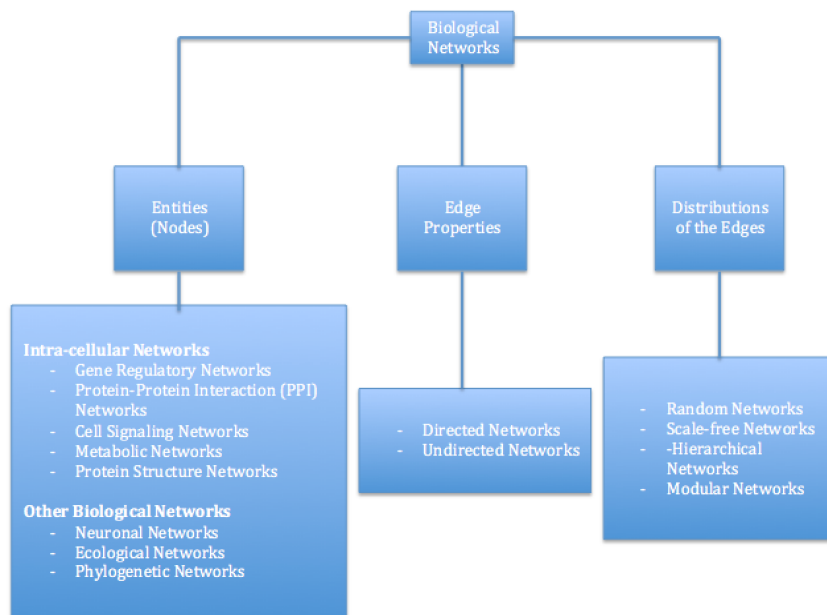 Biological
Networks
Entities
(Nodes)
Edge
Properties
Distributions
of the Edges
Intra-cellular Networks
- Gene Regulatory Networks
- Protein-Protein Interaction (PPI)
Networks
- Cell Signaling Networks
- Metabolic Networks
- Protein Structure Networks
Other Biological Networks
- Neuronal Networks
- Ecological Networks
- Phylogenetic Networks
- Directed Networks
- Undirected Networks
- Random Networks
- Scale-free Networks
- -Hierarchical
Networks
- Modular Networks